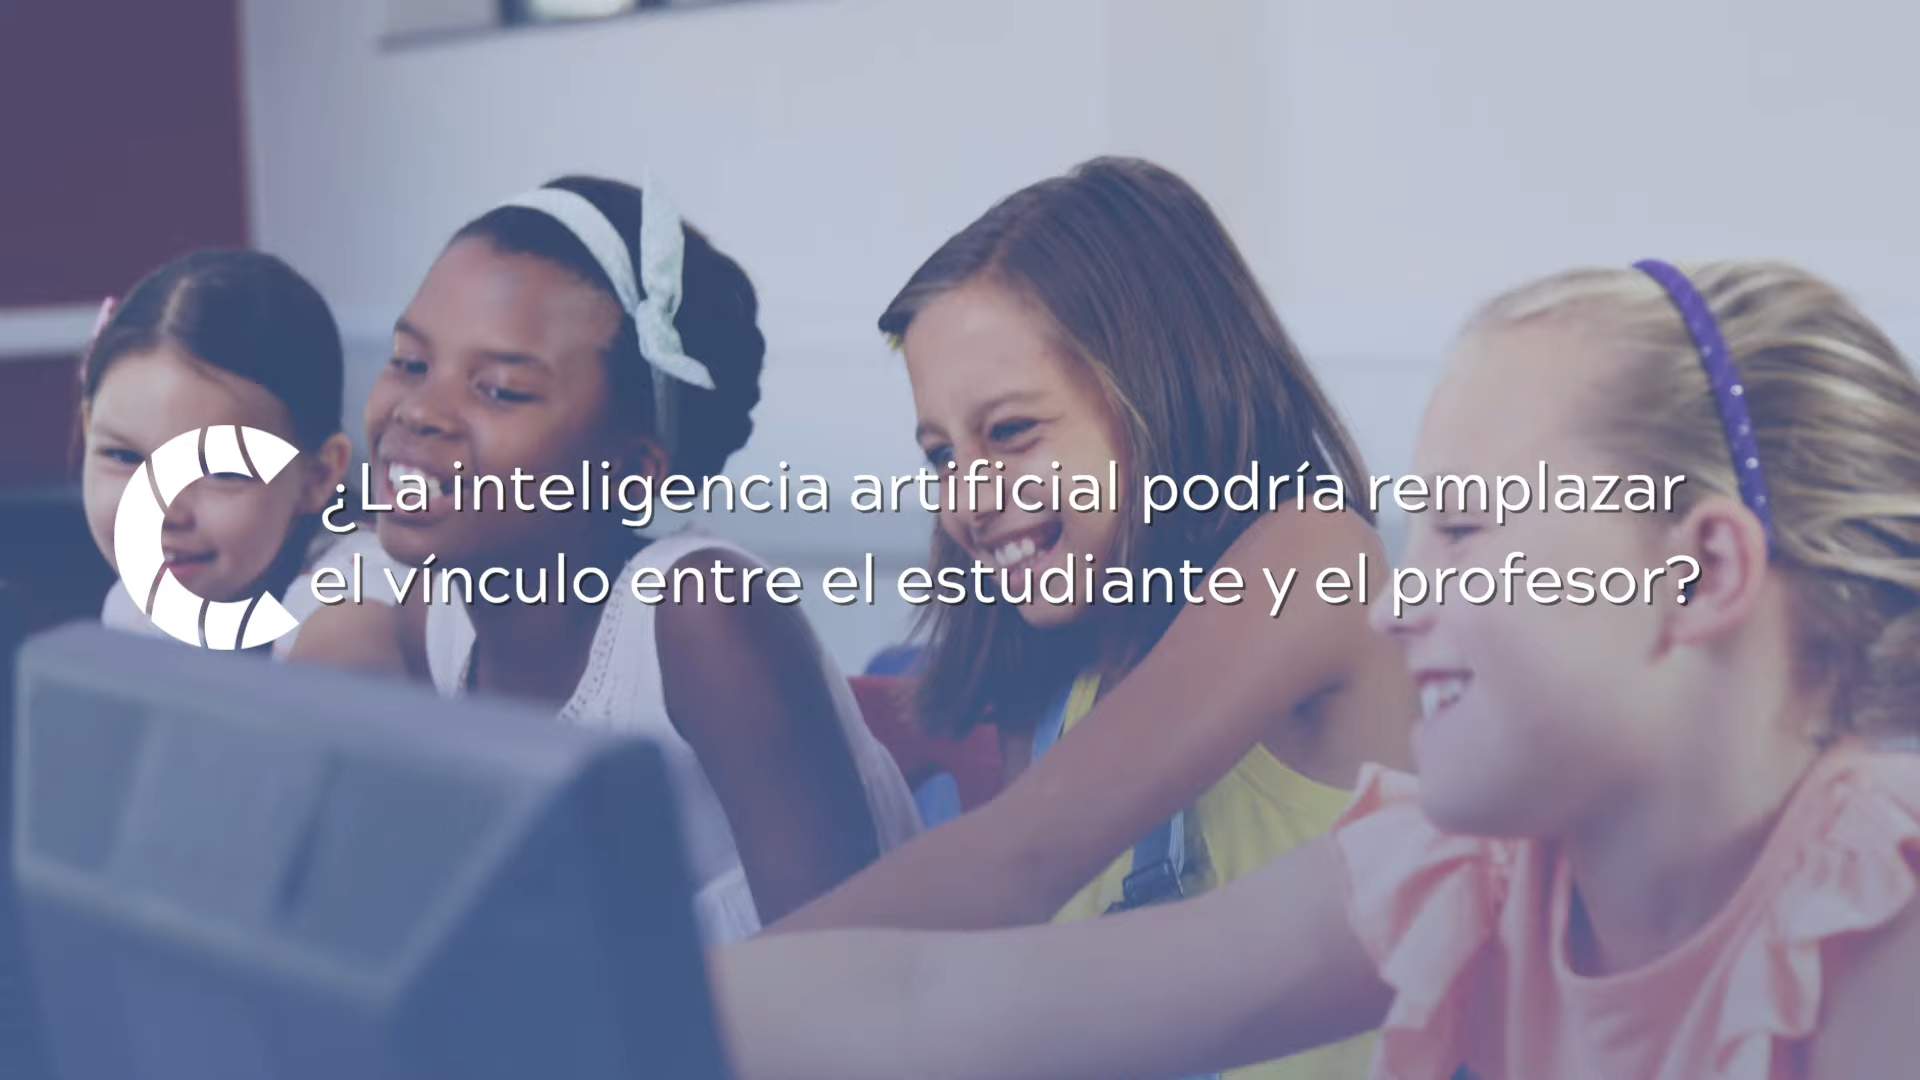 ¿La inteligencia artificial podría remplazar
el vínculo entre el estudiante y el profesor?